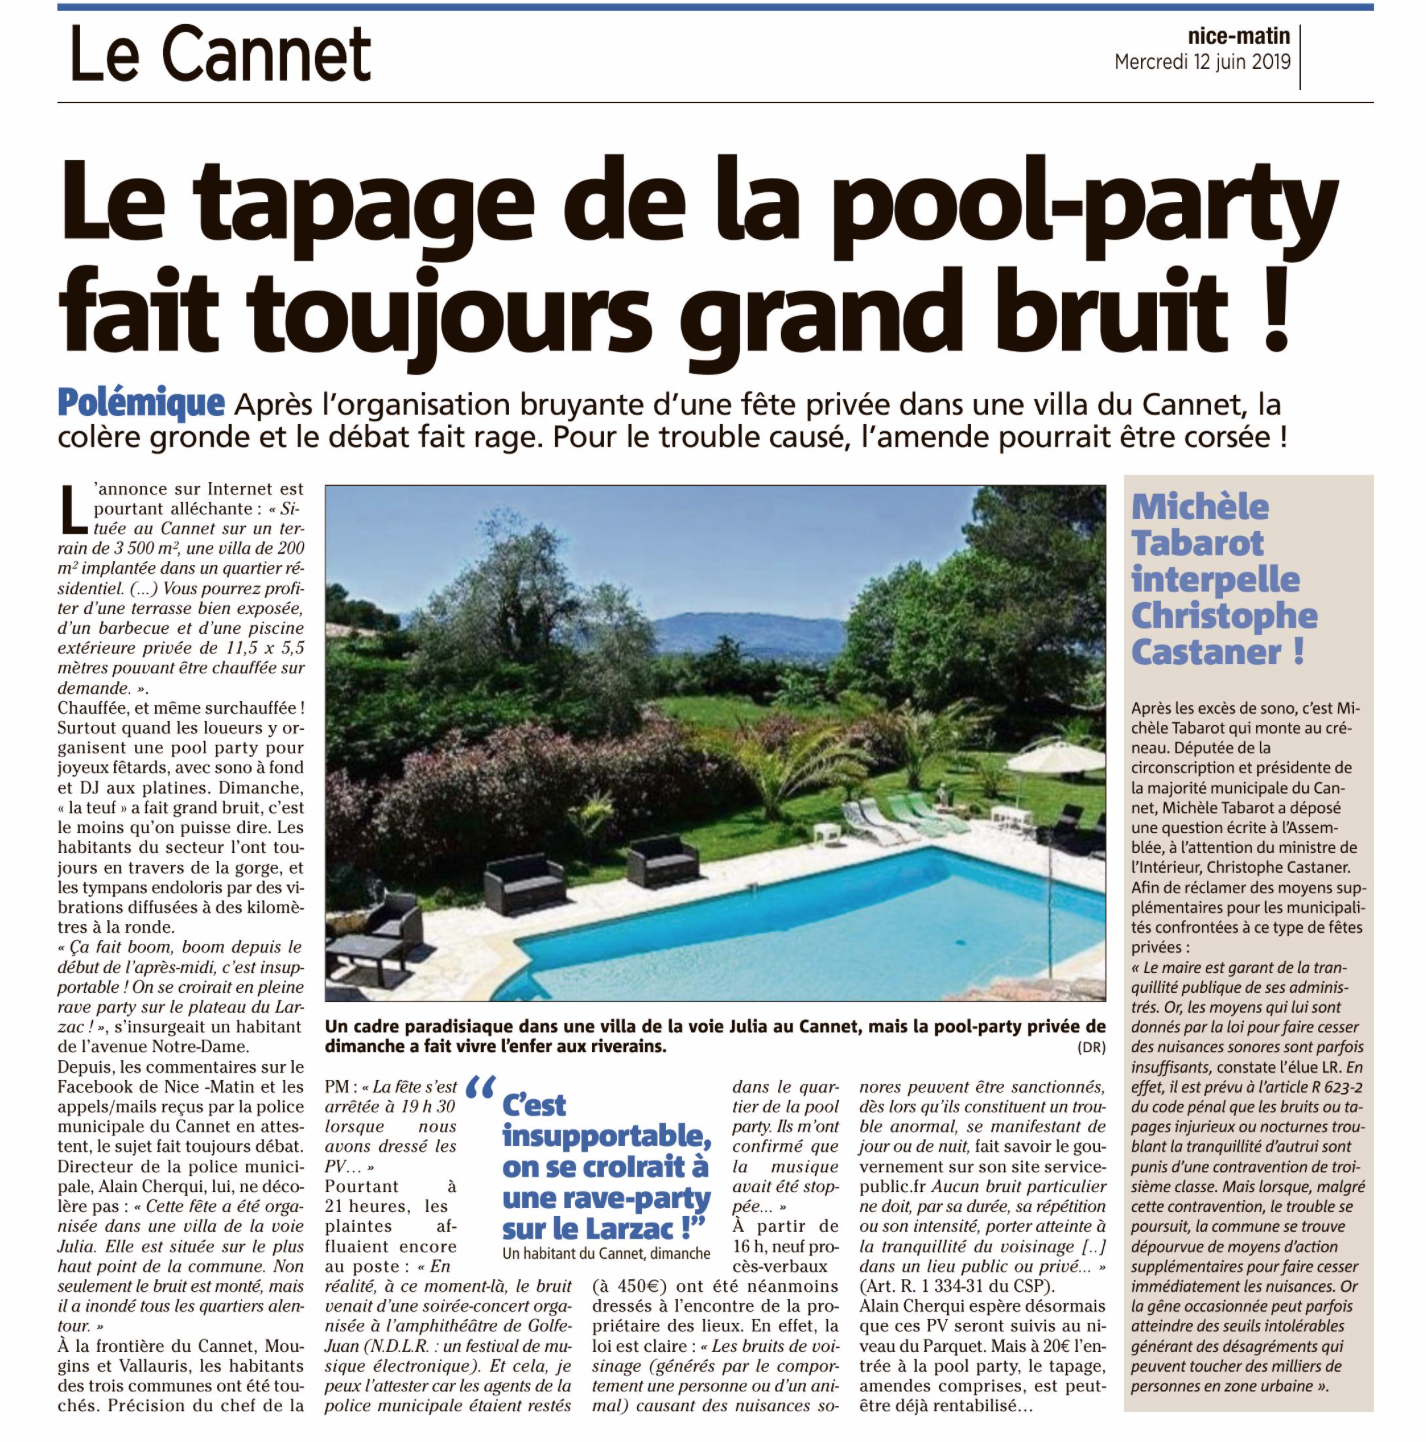 Le Cannet
nice-matin
Mercredi 12 juin 2019
Le tapage de la pool-party
fait toujours grand bruit !
Polémique Après l’organisation bruyante d’une fête privée dans une villa du Cannet, la
colère gronde et le débat fait rage. Pour le trouble causé, l’amende pourrait être corsée !
L’annonce sur Internet est
pourtant alléchante : « Si-
tuée au Cannet sur un ter-
rain de 3 500 m², une villa de 200
m² implantée dans un quartier ré-
sidentiel. (...) Vous pourrez profi-
ter d’une terrasse bien exposée,
d’un barbecue et d’une piscine
extérieure privée de 11,5 x 5,5
mètres pouvant être chauffée sur
demande. ».
Chauffée, et même surchauffée !
Surtout quand les loueurs y or-
ganisent une pool party pour
joyeux fêtards, avec sono à fond
et DJ aux platines. Dimanche,
« la teuf » a fait grand bruit, c’est
le moins qu’on puisse dire. Les
habitants du secteur l’ont tou-
jours en travers de la gorge, et
les tympans endoloris par des vi-
brations diffusées à des kilomè-
tres à la ronde.
« Ça fait boom, boom depuis le
début de l’après-midi, c’est insup-
portable ! On se croirait en pleine
rave party sur le plateau du Lar-
zac ! », s’insurgeait un habitant
de l’avenue Notre-Dame.
Depuis, les commentaires sur le
Facebook de Nice -Matin et les
appels/mails reçus par la police
municipale du Cannet en attes-
tent, le sujet fait toujours débat.
Directeur de la police munici-
pale, Alain Cherqui, lui, ne déco-
lère pas : « Cette fête a été orga-
nisée dans une villa de la voie
Julia. Elle est située sur le plus
haut point de la commune. Non
seulement le bruit est monté, mais
il a inondé tous les quartiers alen-
tour. »
À la frontière du Cannet, Mou-
gins et Vallauris, les habitants
des trois communes ont été tou-
chés. Précision du chef de la
Un cadre paradisiaque dans une villa de la voie Julia au Cannet, mais la pool-party privée de
dimanche a fait vivre l’enfer aux riverains.
(DR)
PM : « La fête s’est
arrêtée à 19 h 30
lorsque nous
avons dressé les
PV... »
Pourtant à
21 heures, les
plaintes af-
fluaient encore
au poste : « En
réalité, à ce moment-là, le bruit
venait d’une soirée-concert orga-
nisée à l’amphithéâtre de Golfe-
Juan (N.D.L.R. : un festival de mu-
sique électronique). Et cela, je
peux l’attester car les agents de la
police municipale étaient restés
“
C’est
insupportable,
on se croIrait à
une rave-party
sur le Larzac !”
Un habitant du Cannet, dimanche
dans le quar-
tier de la pool
party. Ils m’ont
confirmé que
la musique
avait été stop-
pée... »
À partir de
16 h, neuf pro-
cès-verbaux
(à 450€) ont été néanmoins
dressés à l’encontre de la pro-
priétaire des lieux. En effet, la
loi est claire : « Les bruits de voi-
sinage (générés par le compor-
tement une personne ou d’un ani-
mal) causant des nuisances so-
nores peuvent être sanctionnés,
dès lors qu’ils constituent un trou-
ble anormal, se manifestant de
jour ou de nuit, fait savoir le gou-
vernement sur son site service-
public.fr Aucun bruit particulier
ne doit, par sa durée, sa répétition
ou son intensité, porter atteinte à
la tranquillité du voisinage [..]
dans un lieu public ou privé... »
(Art. R. 1 334-31 du CSP).
Alain Cherqui espère désormais
que ces PV seront suivis au ni-
veau du Parquet. Mais à 20€ l’en-
trée à la pool party, le tapage,
amendes comprises, est peut-
être déjà rentabilisé...
Michèle
Tabarot
interpelle
Christophe
Castaner !
Après les excès de sono, c’est Mi-
chèle Tabarot qui monte au cré-
neau. Députée de la
circonscription et présidente de
la majorité municipale du Can-
net, Michèle Tabarot a déposé
une question écrite à l’Assem-
blée, à l’attention du ministre de
l’Intérieur, Christophe Castaner.
Afin de réclamer des moyens sup-
plémentaires pour les municipali-
tés confrontées à ce type de fêtes
privées :
« Le maire est garant de la tran-
quillité publique de ses adminis-
trés. Or, les moyens qui lui sont
donnés par la loi pour faire cesser
des nuisances sonores sont parfois
insuffisants, constate l’élue LR. En
effet, il est prévu à l’article R 623-2
du code pénal que les bruits ou ta-
pages injurieux ou nocturnes trou-
blant la tranquillité d’autrui sont
punis d’une contravention de troi-
sième classe. Mais lorsque, malgré
cette contravention, le trouble se
poursuit, la commune se trouve
dépourvue de moyens d’action
supplémentaires pour faire cesser
immédiatement les nuisances. Or
la gêne occasionnée peut parfois
atteindre des seuils intolérables
générant des désagréments qui
peuvent toucher des milliers de
personnes en zone urbaine ».